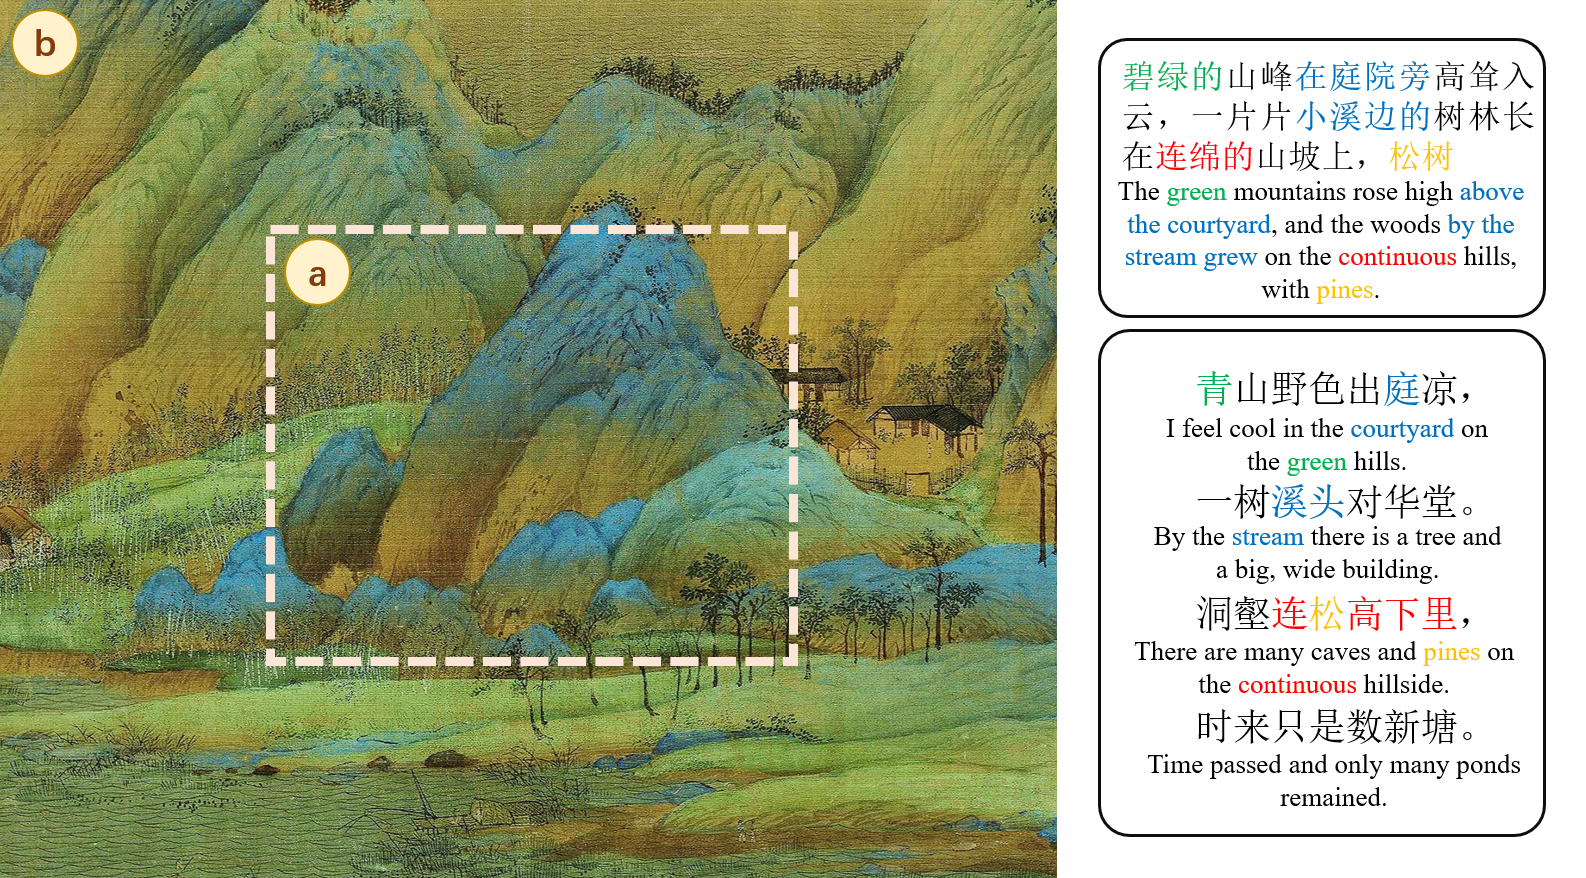 b
a
碧绿的山峰在庭院旁高耸入
云，一片片小溪边的树林长
在连绵的山坡上，松树
The green mountains rose high above
the courtyard, and the woods by the
stream grew on the continuous hills,
with pines.
青山野色出庭凉，
I feel cool in the courtyard on
the green hills.
一树溪头对华堂。
By the stream there is a tree and
a big, wide building.
洞壑连松高下里，
There are many caves and pines on
the continuous hillside.
时来只是数新塘。
Time passed and only many ponds
remained.